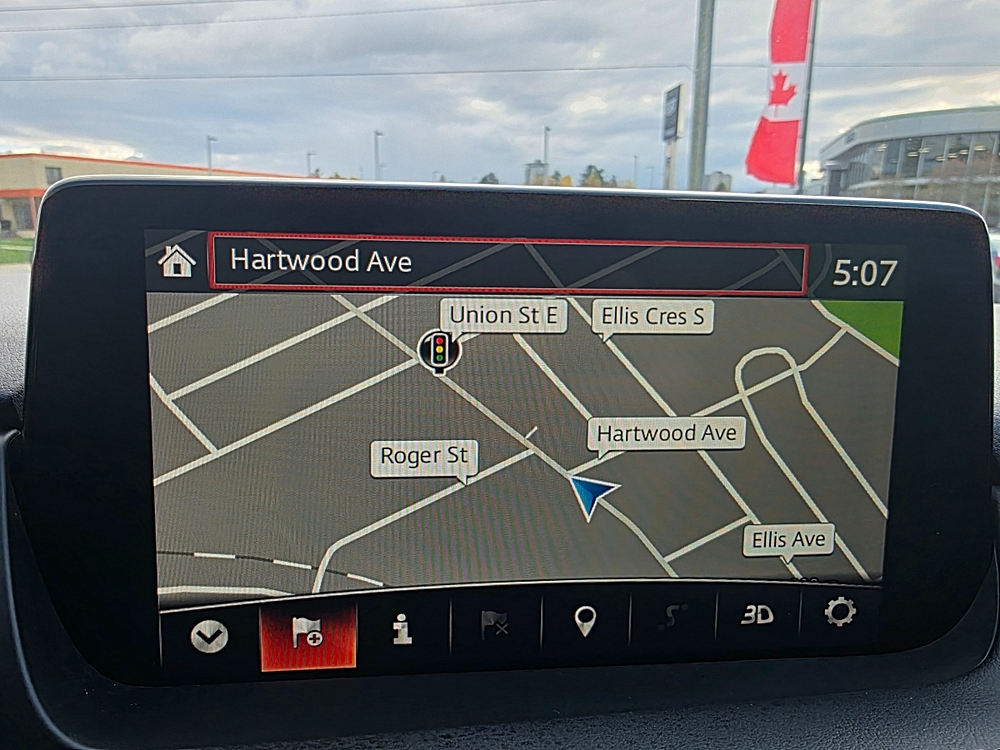 Hartwood Ave
5:07
Union St E
Ellis Cres S
Hartwood Ave
Roger St
Ellis Ave
3D